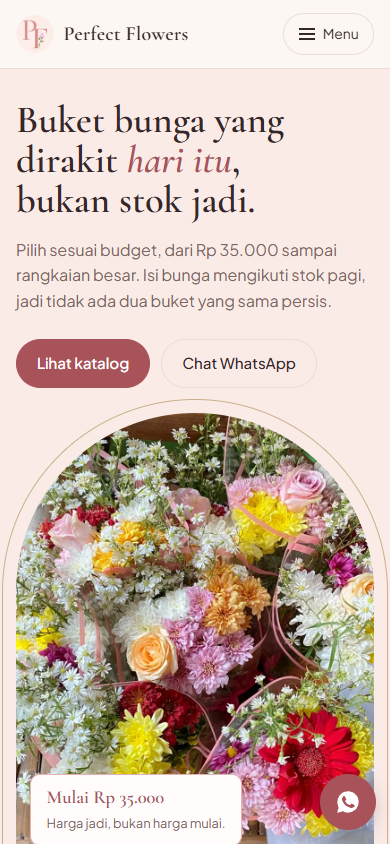 PF
Perfect Flowers
Menu
Buket bunga yang
dirakit hari itu,
bukan stok jadi.
Pilih sesuai budget, dari Rp 35.000 sampai
rangkaian besar. Isi bunga mengikuti stok pagi,
jadi tidak ada dua buket yang sama persis.
Lihat katalog
Chat WhatsApp
Mulai Rp 35.000
Harga jadi, bukan harga mulai.